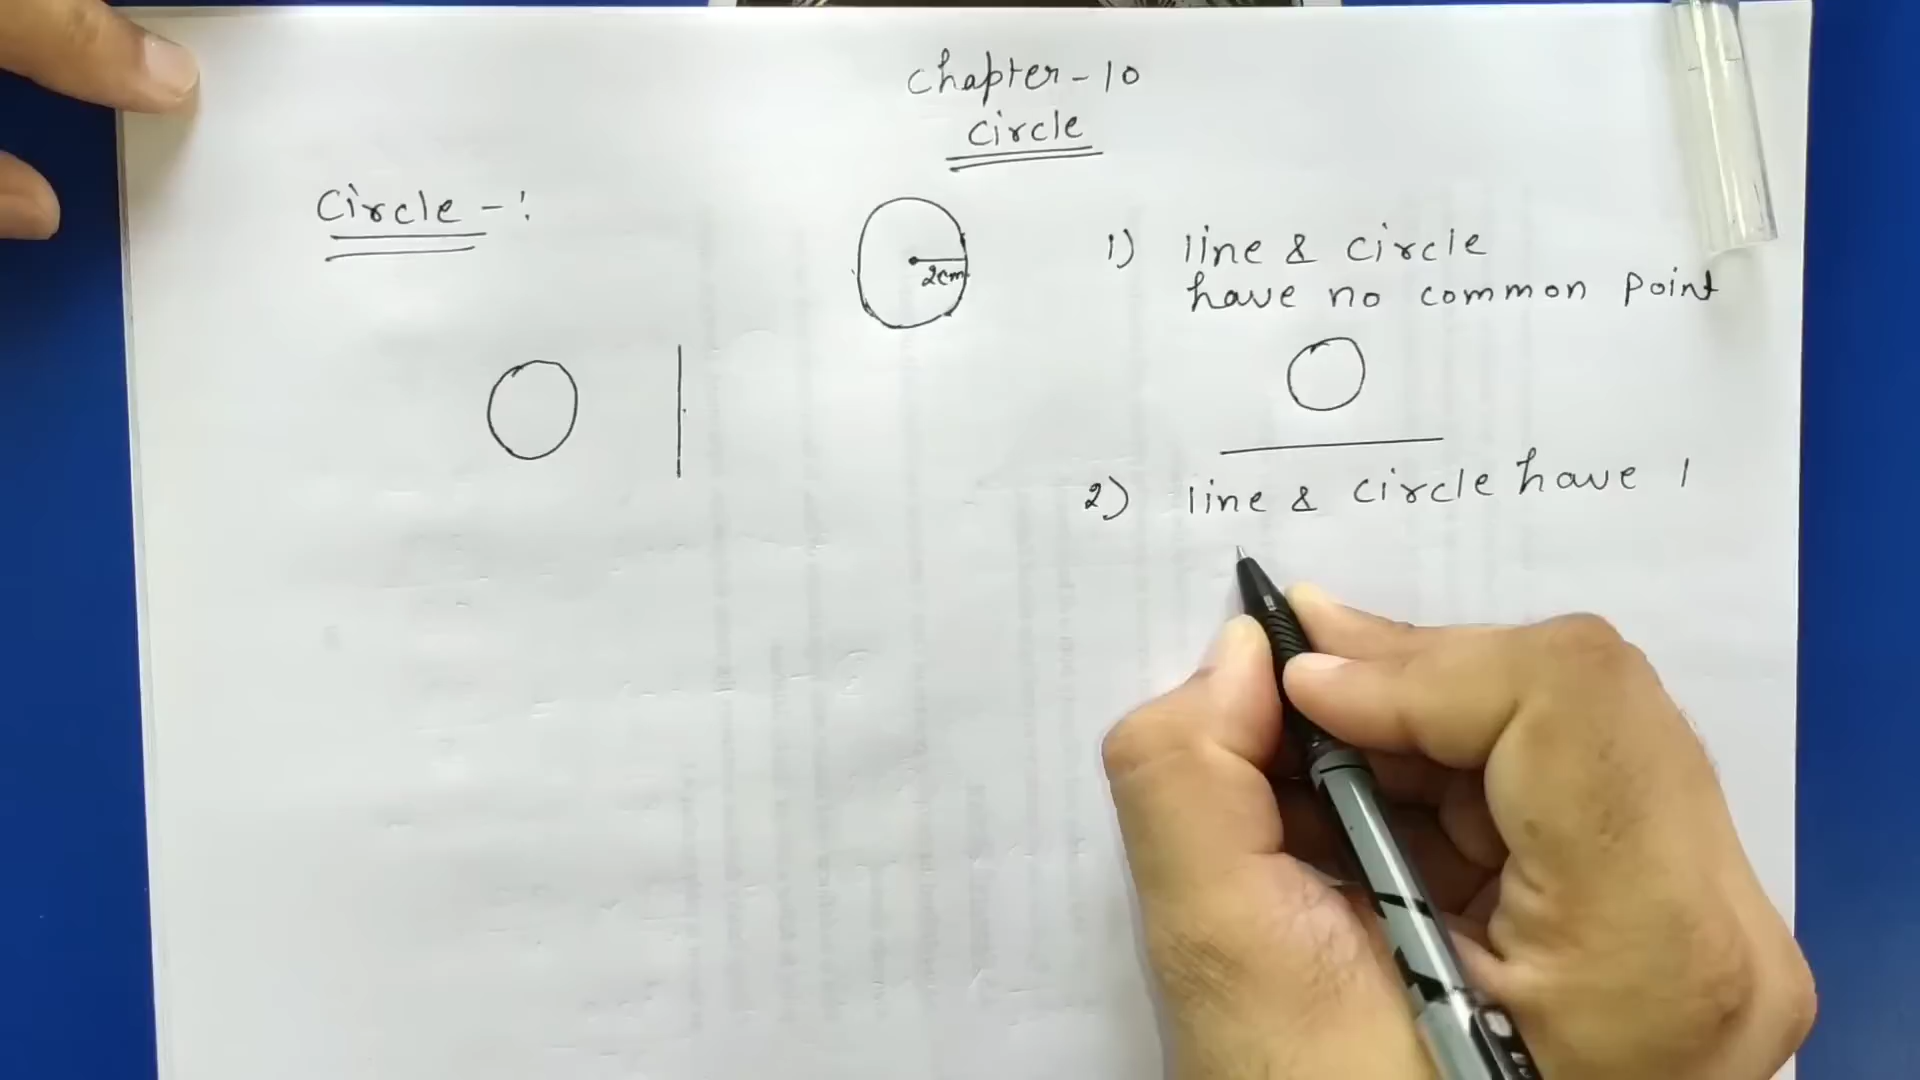 Chapter-10
Circle
Circle -:
2cm
1) line & circle
have no common point
2) line & circle have 1